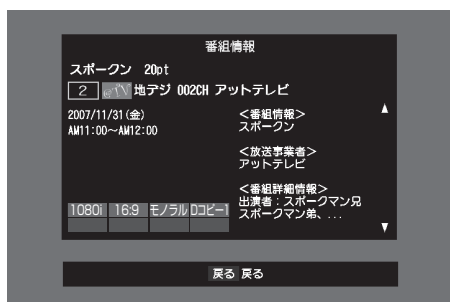 番組情報
スポークン 20pt
2 @TV 地デジ 002CH アットテレビ
2007/11/31(金)
AM11:00~AM12:00
<番組情報>
スポークン
<放送事業者>
アットテレビ
<番組詳細情報>
出演者:スポークマン兄
スポークマン弟、...
1080i 16:9 モノラル Dコピー1
戻る 戻る